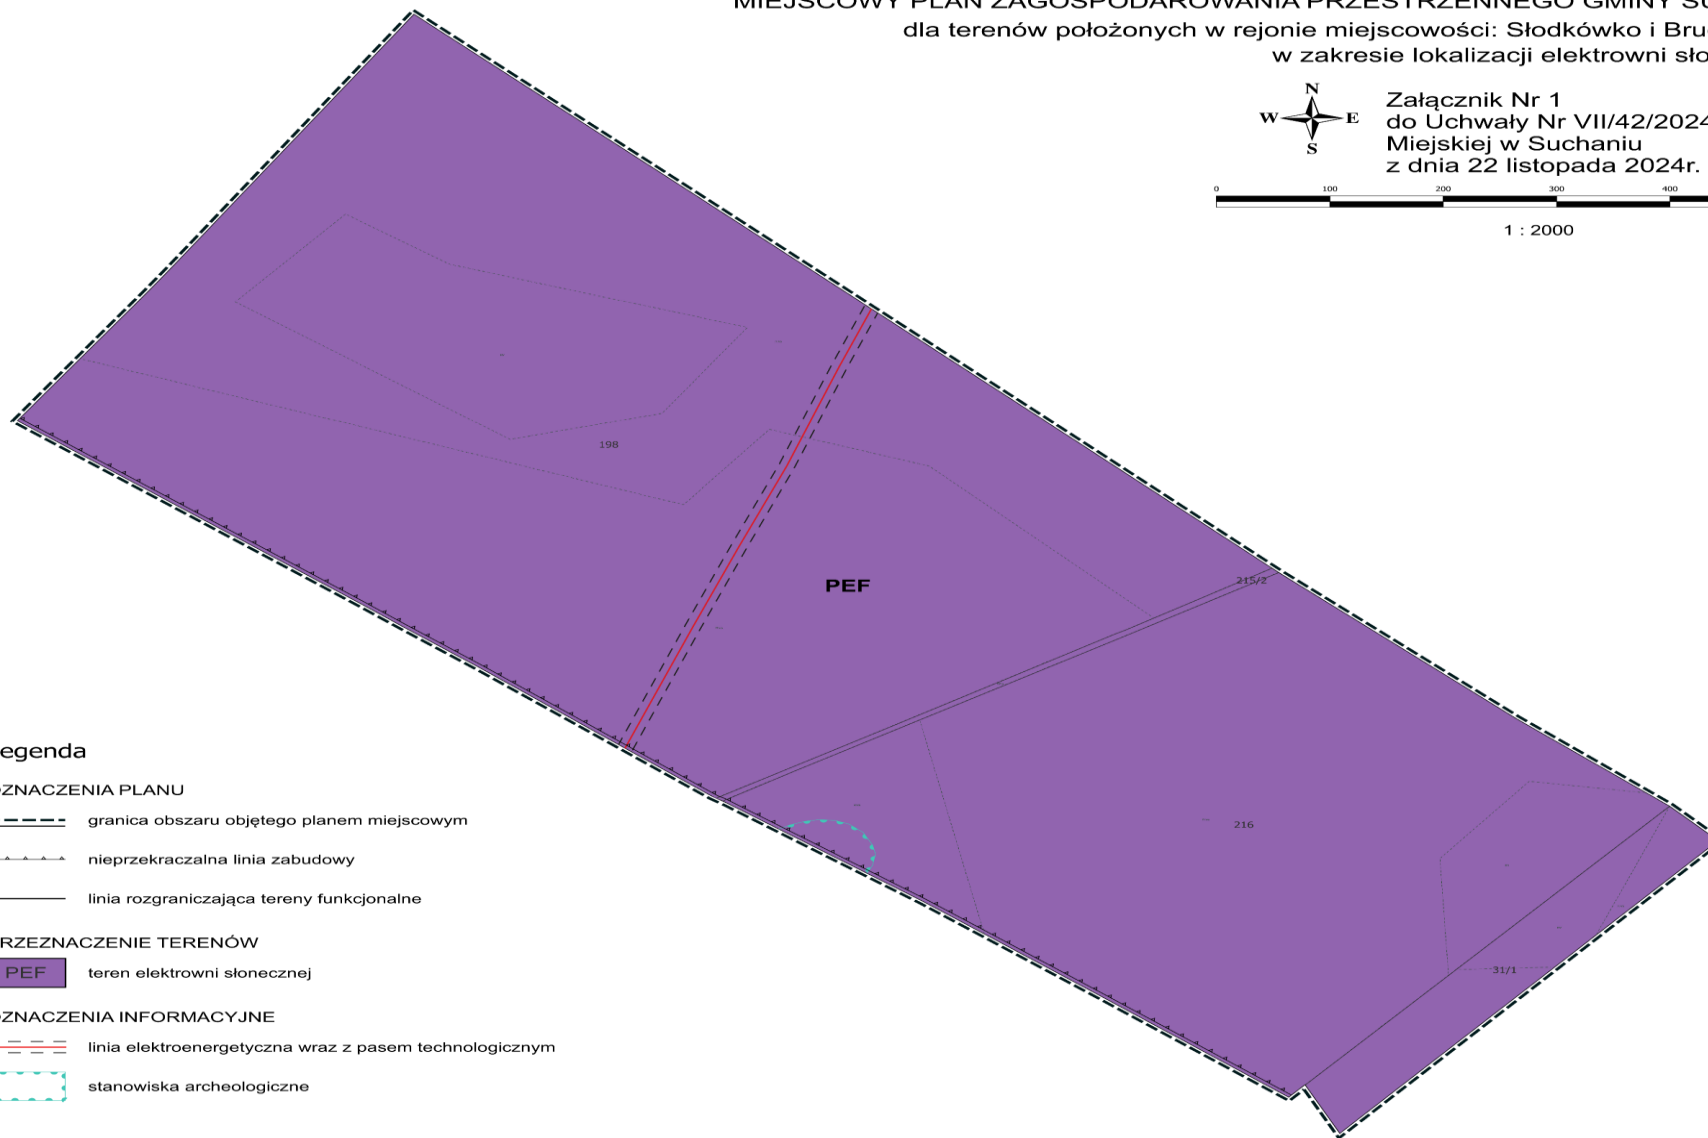 MIEJSCOWY PLAN ZAGOSPODAROWANIA PRZESTRZENNEGO GMINY
dla terenów położonych w rejonie miejscowości: Słodkówko i
w zakresie lokalizacji elektrowni
N
W E
S
Załącznik Nr 1
do Uchwały Nr VII/42/2024
Miejskiej w Suchaniu
z dnia 22 listopada 2024r.
0 100 200 300 400
1 : 2000
198
PEF
215/2
216
31/1
egenda
ZNACZENIA PLANU
granica obszaru objętego planem miejscowym
nieprzekraczalna linia zabudowy
linia rozgraniczająca tereny funkcjonalne
RZEZNACZENIE TERENÓW
PEF teren elektrowni słonecznej
ZNACZENIA INFORMACYJNE
linia elektroenergetyczna wraz z pasem technologicznym
stanowiska archeologiczne